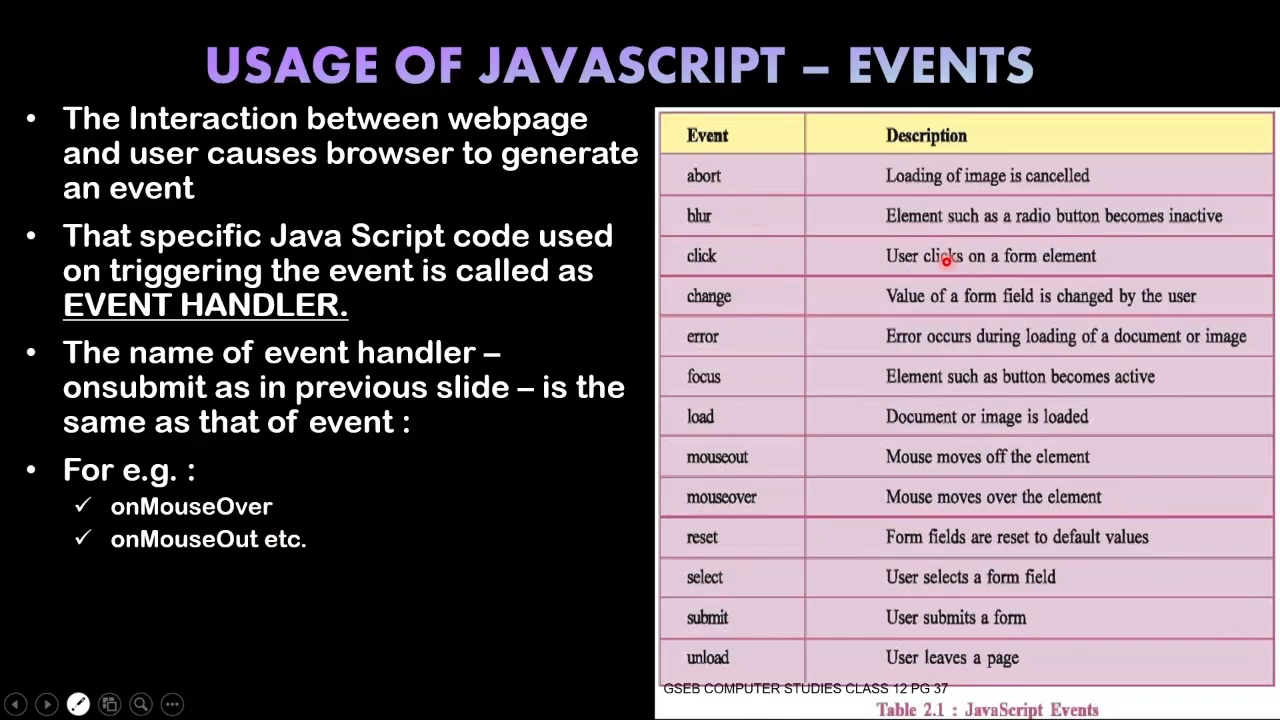 USAGE OF JAVASCRIPT – EVENTS
• The Interaction between webpage
and user causes browser to generate
an event
• That specific Java Script code used
on triggering the event is called as
EVENT HANDLER.
• The name of event handler –
onsubmit as in previous slide – is the
same as that of event :
• For e.g. :
✓ onMouseOver
✓ onMouseOut etc.
Event Description
abort Loading of image is cancelled
blur Element such as a radio button becomes inactive
click User clicks on a form element
change Value of a form field is changed by the user
error Error occurs during loading of a document or image
focus Element such as button becomes active
load Document or image is loaded
mouseout Mouse moves off the element
mouseover Mouse moves over the element
reset Form fields are reset to default values
select User selects a form field
submit User submits a form
unload User leaves a page
GSEB COMPUTER STUDIES CLASS 12 PG 37
Table 2.1 : JavaScript Events